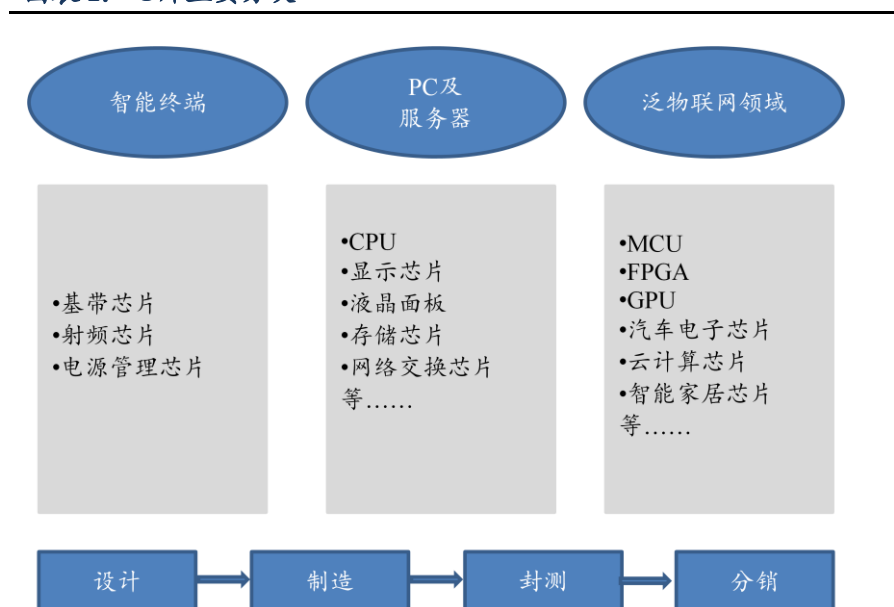 智能终端
PC及
服务器
泛物联网领域
•基带芯片
•射频芯片
•电源管理芯片
•CPU
•显示芯片
•液晶面板
•存储芯片
•网络交换芯片
等……
•MCU
•FPGA
•GPU
•汽车电子芯片
•云计算芯片
•智能家居芯片
等……
设计
制造
封测
分销